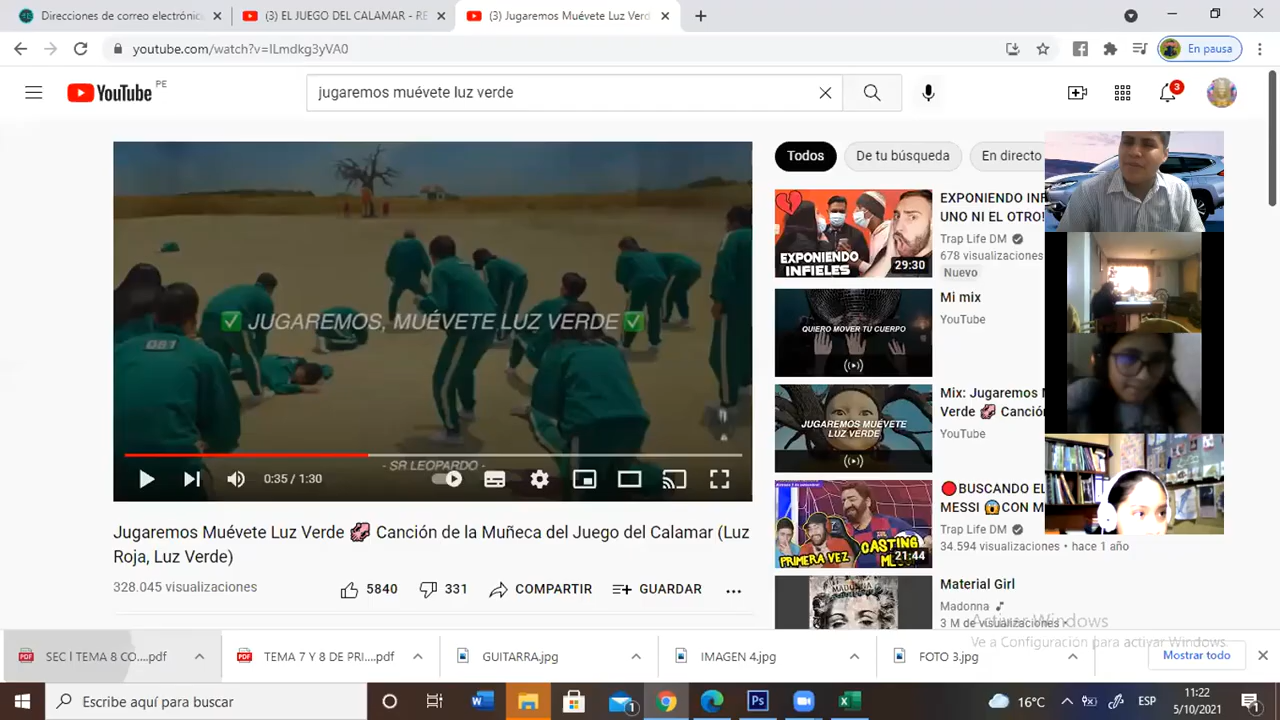 Direcciones de correo electrónic
(3) EL JUEGO DEL CALAMAR - RE
(3) Jugaremos Muévete Luz Verd
youtube.com/watch?v=ILmdkg3yVA0
En pausa
YouTube PE
jugaremos muévete luz verde
3
Todos
De tu búsqueda
En directo
✅ JUGAREMOS, MUÉVETE LUZ VERDE ✅
- SR LEOPARDO -
0:35 / 1:30
Jugaremos Muévete Luz Verde 🦑 Canción de la Muñeca del Juego del Calamar (Luz
Roja, Luz Verde)
328.045 visualizaciones
5840
331
COMPARTIR
GUARDAR
EXPONIENDO INFIELES
29:30
EXPONIENDO INF
UNO NI EL OTRO!
Trap Life DM
678 visualizaciones
Nuevo
QUIERO MOVER TU CUERPO
Mi mix
YouTube
JUGAREMOS MUÉVETE
LUZ VERDE
Mix: Jugaremos M
Verde 🦑 Canción
YouTube
PRIMERA VEZ
CASTING
21:44
🔴BUSCANDO EL
MESSI 😱CON M
Trap Life DM
34.594 visualizaciones • hace 1 año
MADONNA
Material Girl
Madonna
3 M de visualizaciones •
Activar Windows
Ve a Configuración para activar Windows.
SEC l TEMA 8 CO....pdf
TEMA 7 Y 8 DE PRI....pdf
GUITARRA.jpg
IMAGEN 4.jpg
FOTO 3.jpg
Mostrar todo
Escribe aquí para buscar
1
16°C
ESP
11:22
5/10/2021
1